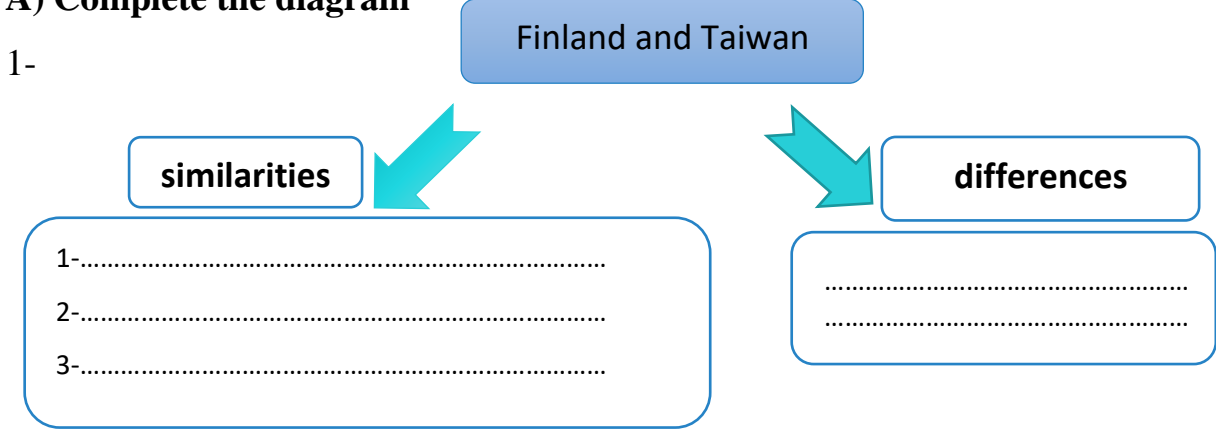 A) Complete the diagram
1-
Finland and Taiwan
similarities
differences
1-……………………………………………………………………
2-……………………………………………………………………
3-……………………………………………………………………
………………………………………………
………………………………………………